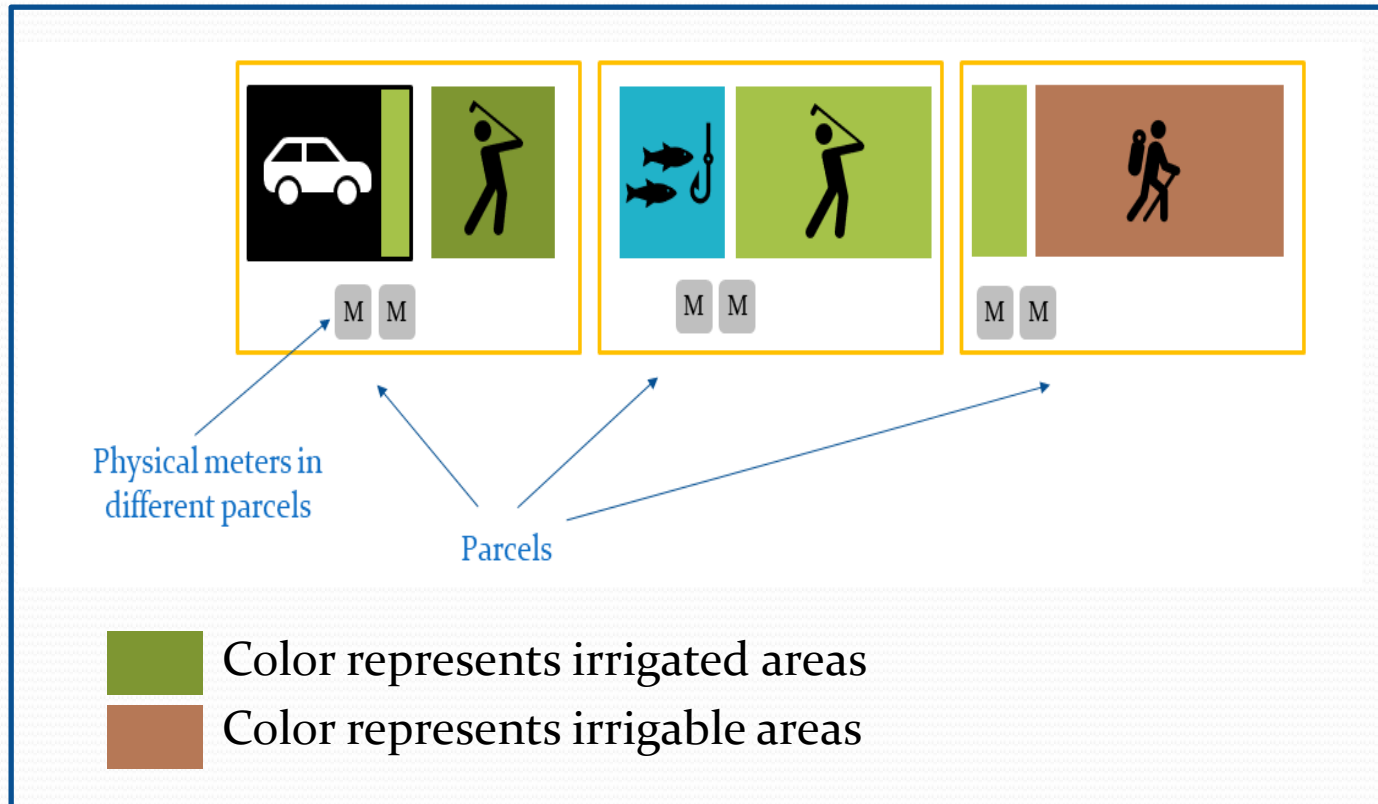 M M
M M
M M
Physical meters in
different parcels
Parcels
Color represents irrigated areas
Color represents irrigable areas